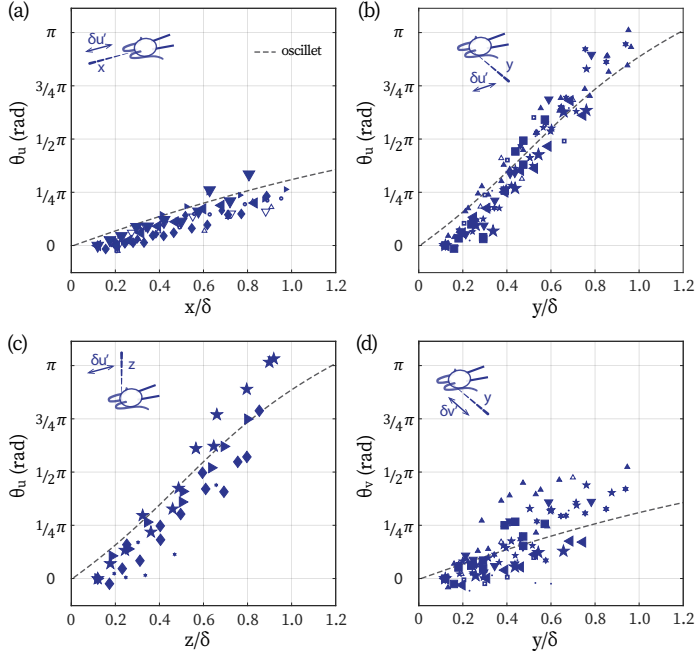 (a)
(b)
π
3/4π
1/2π
1/4π
0
θu (rad)
δu'
x
oscillet
0 0.2 0.4 0.6 0.8 1.0 1.2
x/δ
π
3/4π
1/2π
1/4π
0
θu (rad)
y
δu'
0 0.2 0.4 0.6 0.8 1.0 1.2
y/δ
(c)
(d)
π
3/4π
1/2π
1/4π
0
θu (rad)
δu'
z
0 0.2 0.4 0.6 0.8 1.0 1.2
z/δ
π
3/4π
1/2π
1/4π
0
θv (rad)
y
δv'
0 0.2 0.4 0.6 0.8 1.0 1.2
y/δ